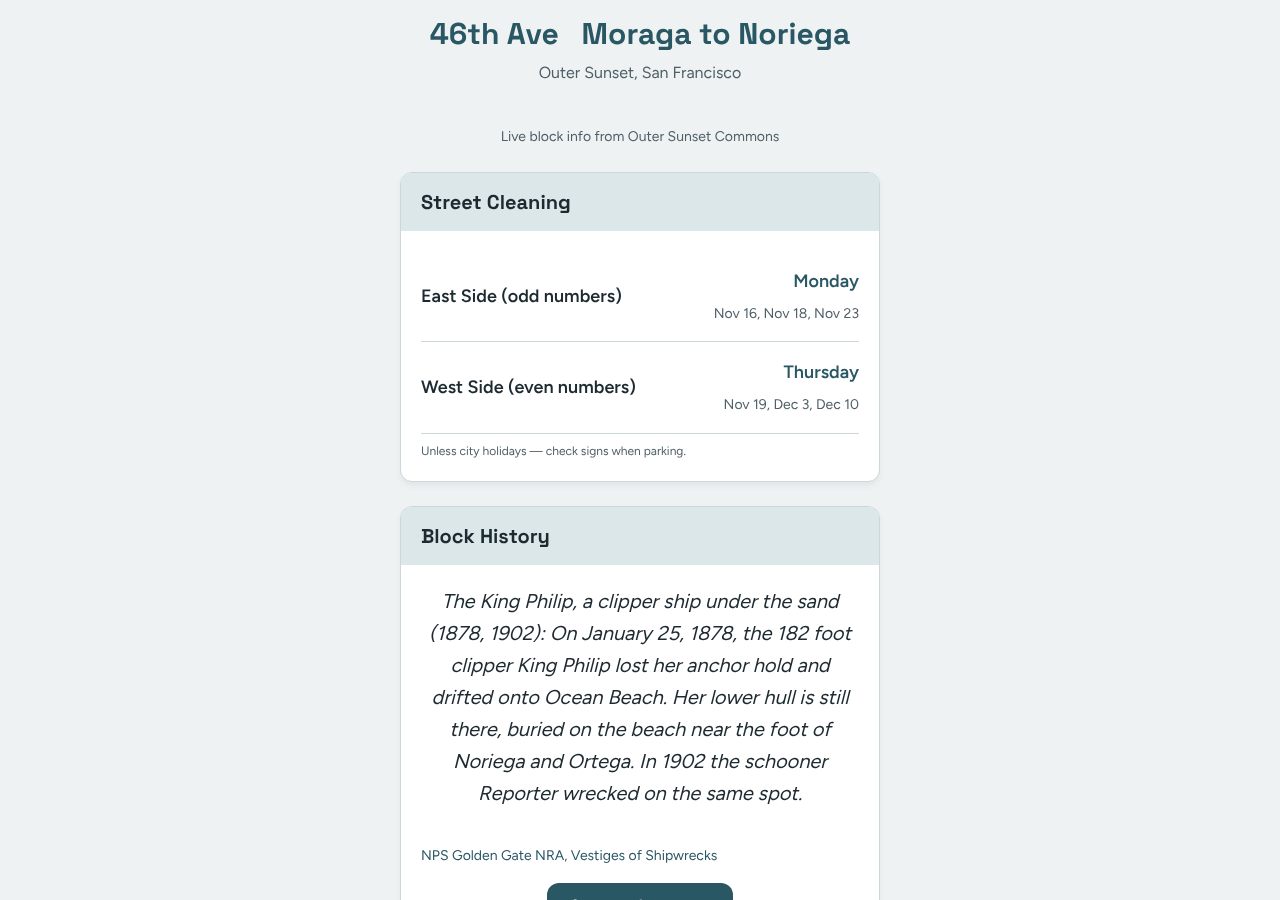 46th Ave Moraga to Noriega
Outer Sunset, San Francisco
Live block info from Outer Sunset Commons
Street Cleaning
East Side (odd numbers)
Monday
Nov 16, Nov 18, Nov 23
West Side (even numbers)
Thursday
Nov 19, Dec 3, Dec 10
Unless city holidays — check signs when parking.
Block History
The King Philip, a clipper ship under the sand
(1878, 1902): On January 25, 1878, the 182 foot
clipper King Philip lost her anchor hold and
drifted onto Ocean Beach. Her lower hull is still
there, buried on the beach near the foot of
Noriega and Ortega. In 1902 the schooner
Reporter wrecked on the same spot.
NPS Golden Gate NRA, Vestiges of Shipwrecks